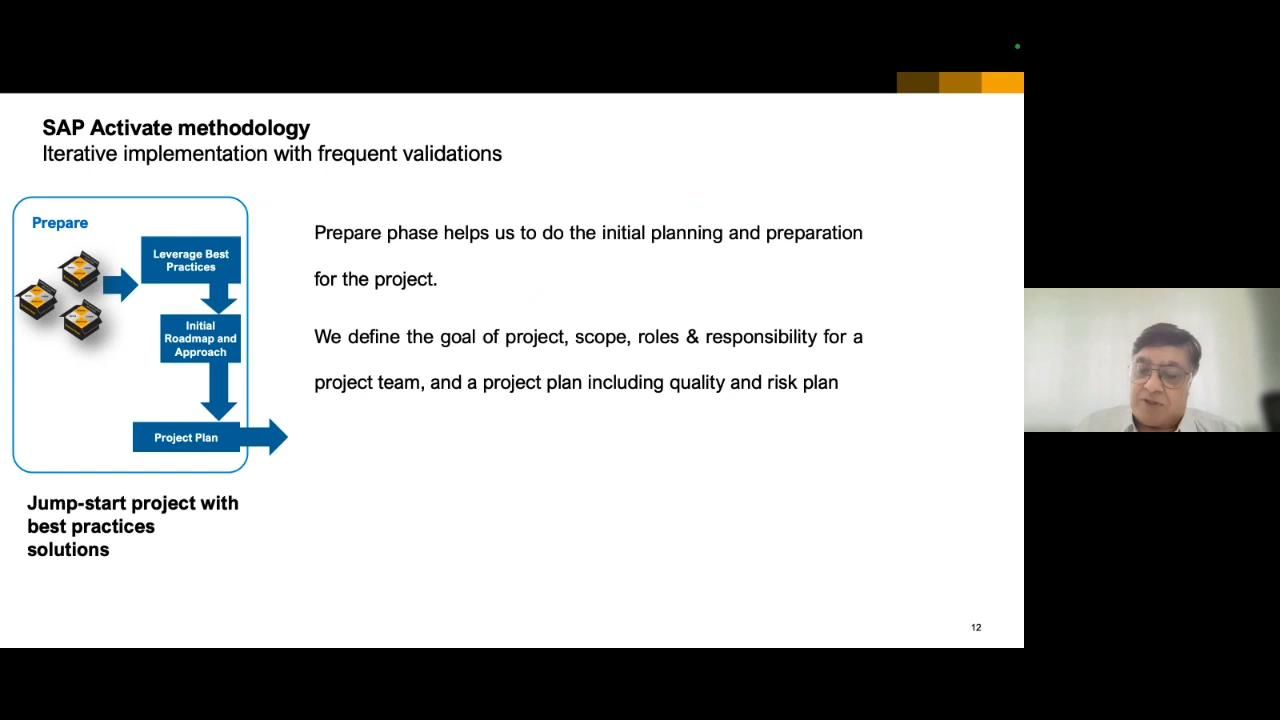 SAP Activate methodology
Iterative implementation with frequent validations
Prepare
Leverage Best
Practices
Initial
Roadmap and
Approach
Project Plan
Jump-start project with
best practices
solutions
Prepare phase helps us to do the initial planning and preparation
for the project.
We define the goal of project, scope, roles & responsibility for a
project team, and a project plan including quality and risk plan
12